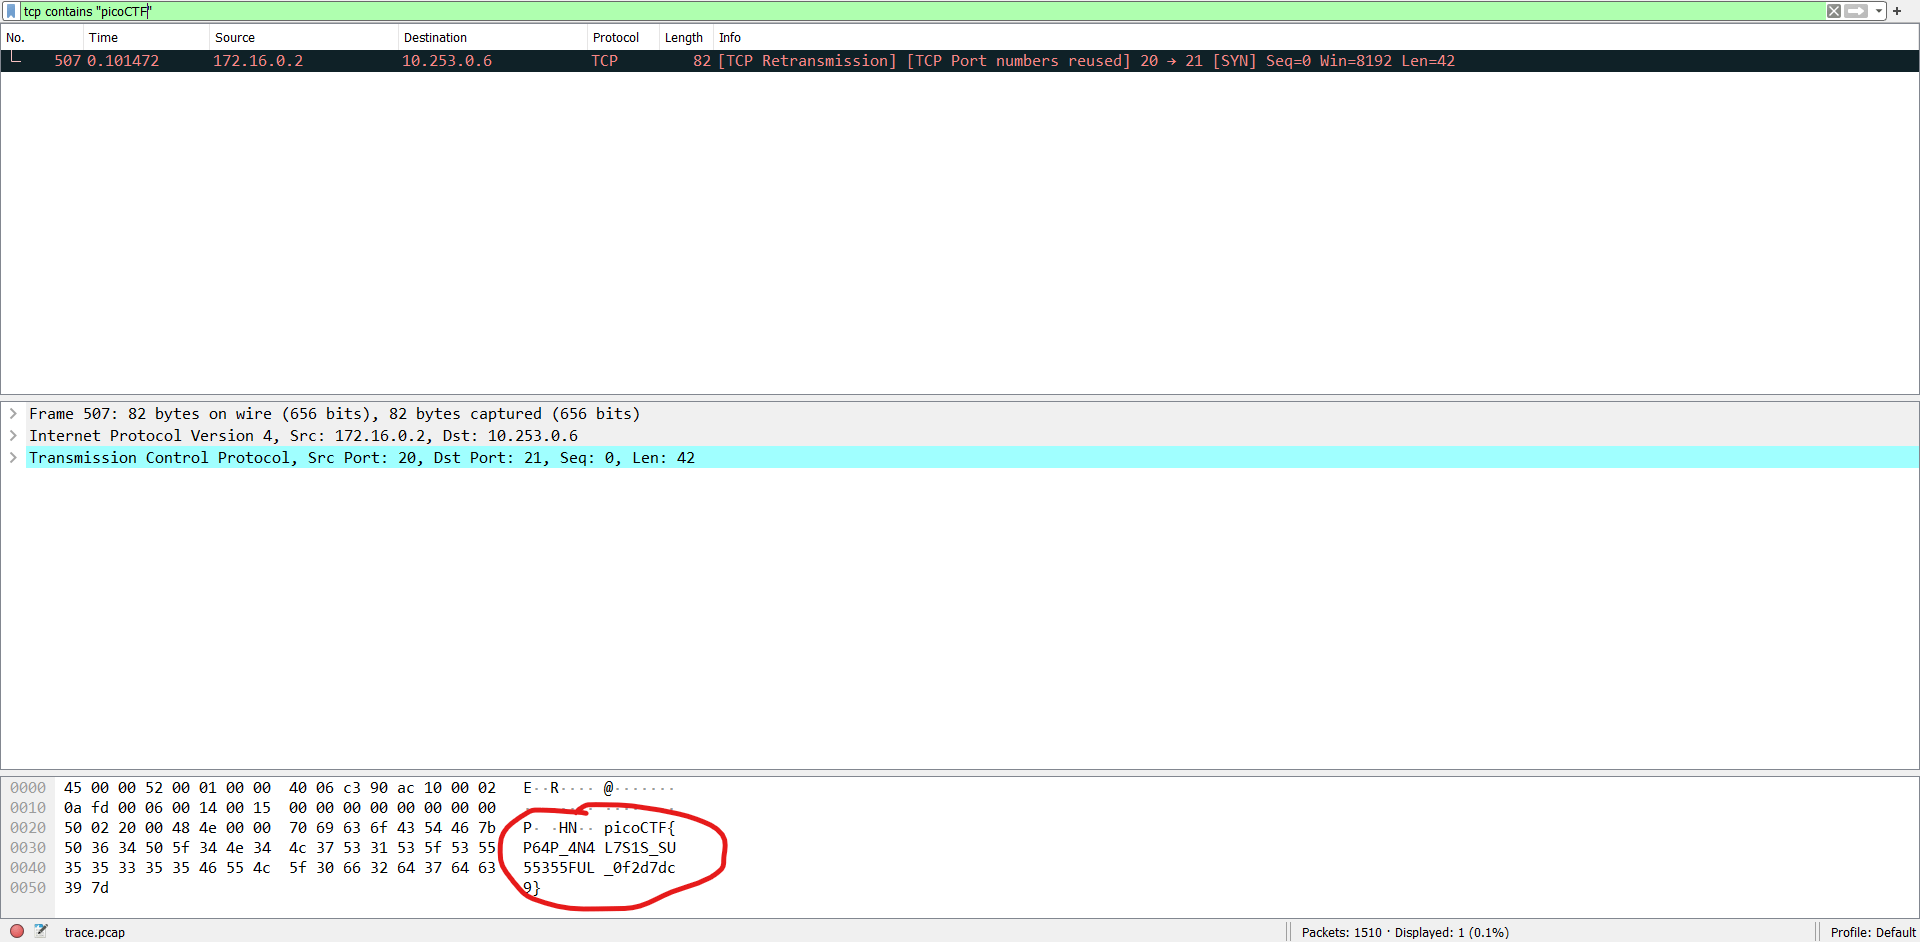 tcp contains "picoCTF"
No. Time Source Destination Protocol Length Info
507 0.101472 172.16.0.2 10.253.0.6 TCP 82 [TCP Retransmission] [TCP Port numbers reused] 20 → 21 [SYN] Seq=0 Win=8192 Len=42
Frame 507: 82 bytes on wire (656 bits), 82 bytes captured (656 bits)
Internet Protocol Version 4, Src: 172.16.0.2, Dst: 10.253.0.6
Transmission Control Protocol, Src Port: 20, Dst Port: 21, Seq: 0, Len: 42
0000 45 00 00 52 00 01 00 00 40 06 c3 90 ac 10 00 02 E··R···· @·······
0010 0a fd 00 06 00 14 00 15 00 00 00 00 00 00 00 00 ········ ········
0020 50 02 20 00 48 4e 00 00 70 69 63 6f 43 54 46 7b P· ·HN·· picoCTF{
0030 50 36 34 50 5f 34 4e 34 4c 37 53 31 53 5f 53 55 P64P_4N4 L7S1S_SU
0040 35 35 33 35 35 46 55 4c 5f 30 66 32 64 37 64 63 55355FUL _0f2d7dc
0050 39 7d 9}
trace.pcap Packets: 1510 · Displayed: 1 (0.1%) Profile: Default